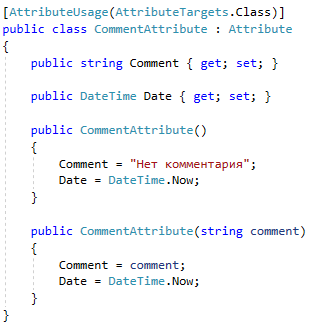 [AttributeUsage(AttributeTargets.Class)]
public class CommentAttribute : Attribute
{
    public string Comment { get; set; }

    public DateTime Date { get; set; }

    public CommentAttribute()
    {
        Comment = "Нет комментария";
        Date = DateTime.Now;
    }

    public CommentAttribute(string comment)
    {
        Comment = comment;
        Date = DateTime.Now;
    }
}